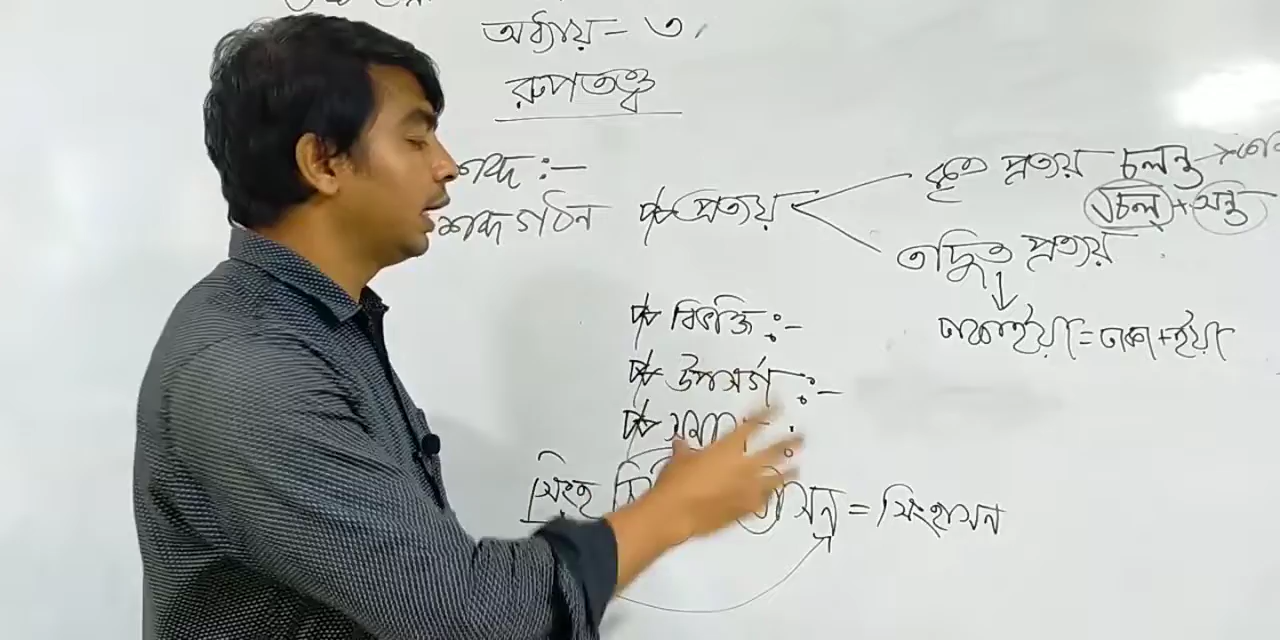 অধ্যায় – ৩
রুপতত্ত্ব
শব্দ :–
শব্দ গঠন
প্রত্যয়
কৃৎ প্রত্যয় চলন্ত →
চল্ + অন্ত
তদ্ধিত প্রত্যয়
ঢাকাইয়া = ঢাকা + ইয়া
বিভক্তি :–
উপসর্গ :–
সিংহ
= সিংহাসন